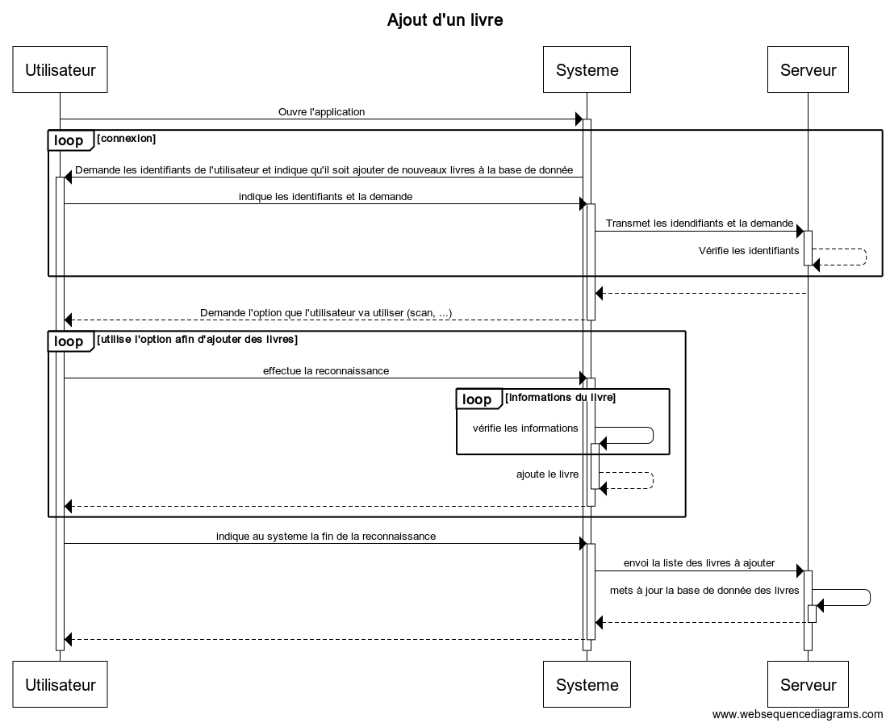 Ajout d'un livre
Utilisateur
Systeme
Serveur
Ouvre l'application
loop
[connexion]
Demande les identifiants de l'utilisateur et indique qu'il soit ajouter de nouveaux livres à la base de donnée
indique les identifiants et la demande
Transmet les idendifiants et la demande
Vérifie les identifiants
Demande l'option que l'utilisateur va utiliser (scan, ...)
loop
[utilise l'option afin d'ajouter des livres]
effectue la reconnaissance
loop
[informations du livre]
vérifie les informations
ajoute le livre
indique au systeme la fin de la reconnaissance
envoi la liste des livres à ajouter
mets à jour la base de donnée des livres
Utilisateur
Systeme
Serveur
www.websequencediagrams.com